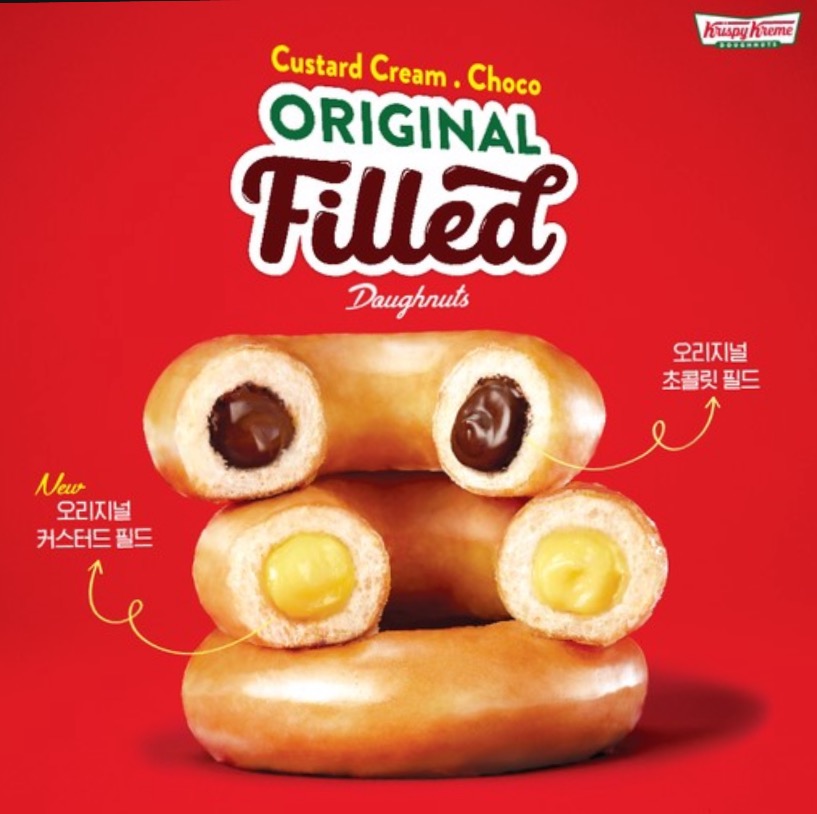 Krispy Kreme
DOUGHNUTS
Custard Cream . Choco
ORIGINAL
Filled
Doughnuts
오리지널
초콜릿 필드
New
오리지널
커스터드 필드